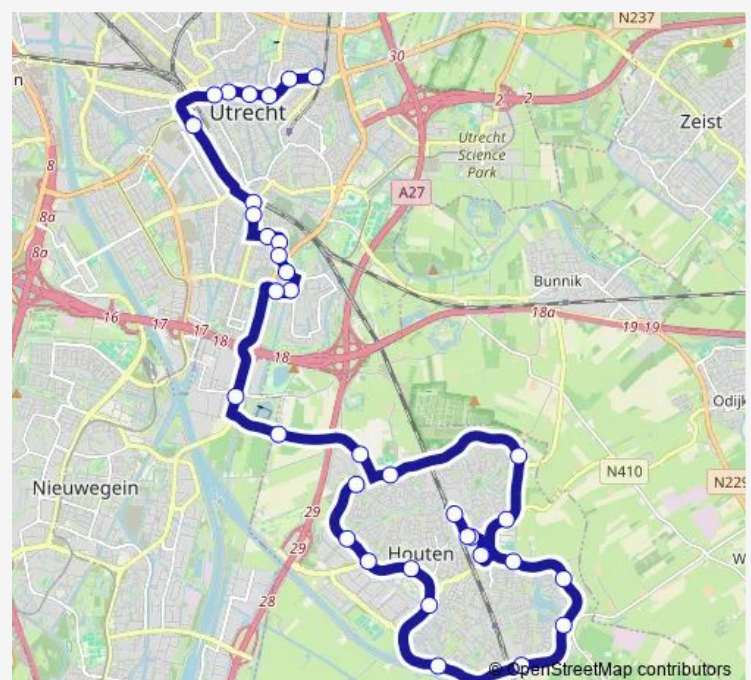 N237
n
30
Utrecht
2
2
Zeist
Utrecht
Science
Park
8
A27
8a
8a
Bunnik
16
17
17
18
18
18a
19
19
Odijk
N410
N229
Nieuwegein
29
29
Houten
W
28
© OpenStreetMap contributors